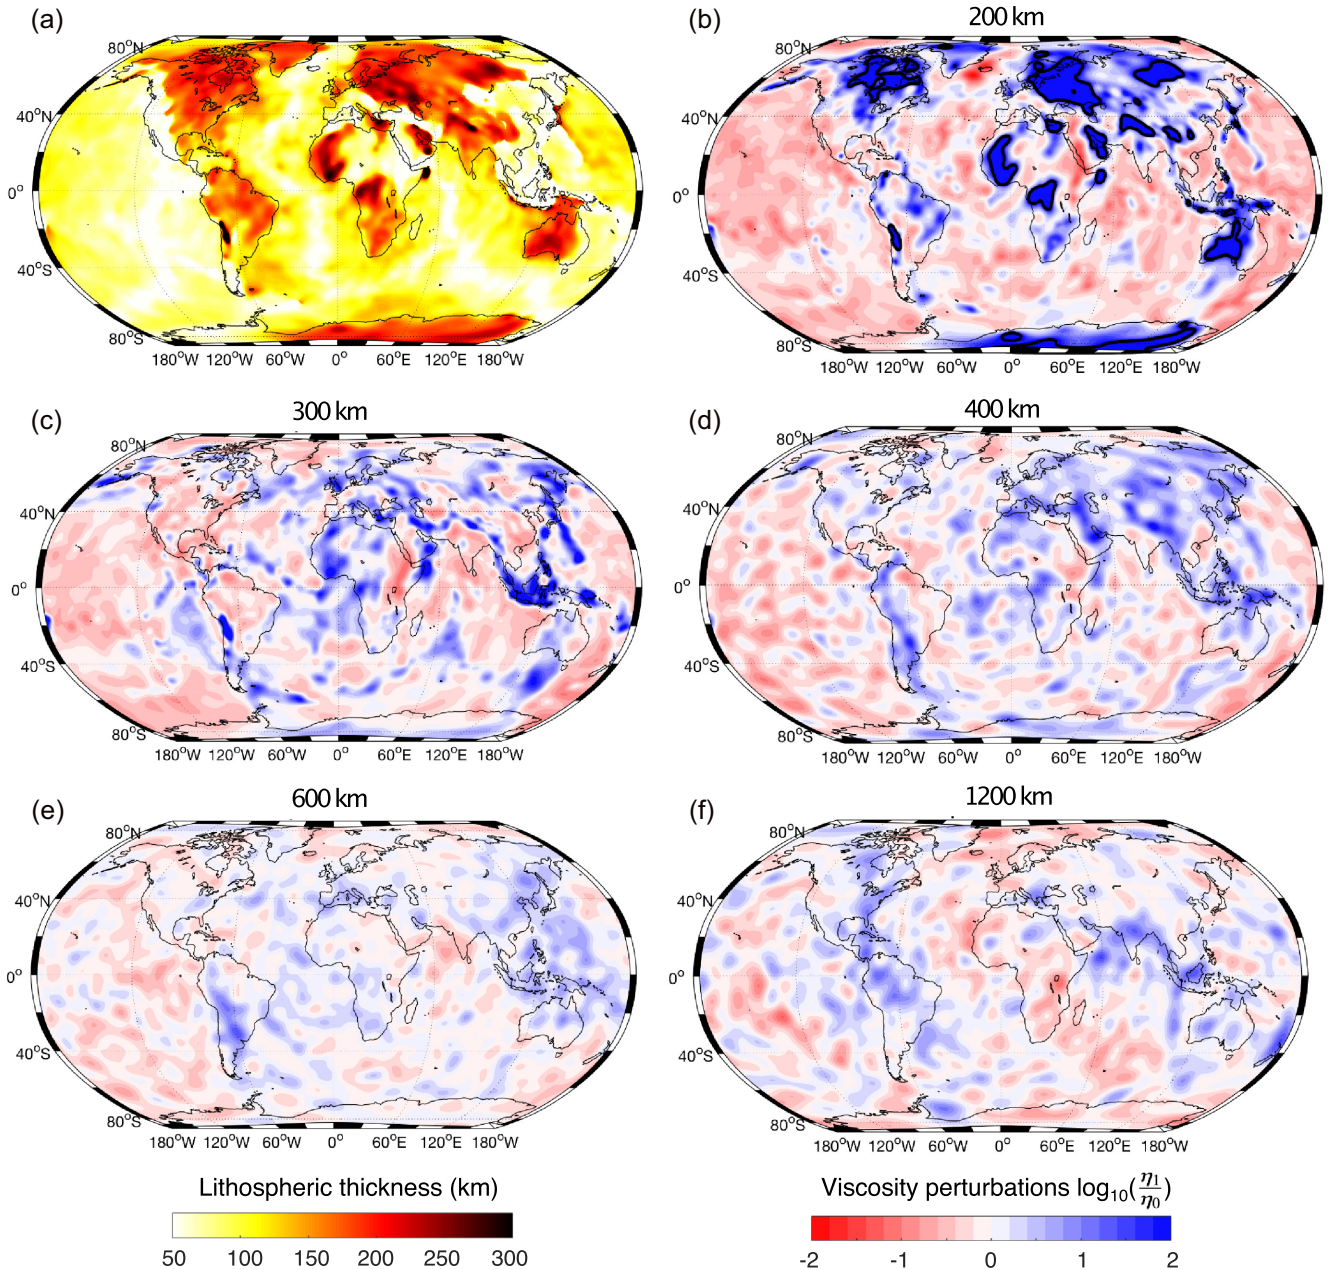 (a)
80°N
40°N
0°
40°S
80°S
180°W 120°W 60°W 0° 60°E 120°E 180°W
(b) 200 km
80°N
40°N
0°
40°S
80°S
180°W 120°W 60°W 0° 60°E 120°E 180°W
(c) 300 km
80°N
40°N
0°
40°S
80°S
180°W 120°W 60°W 0° 60°E 120°E 180°W
(d) 400 km
80°N
40°N
0°
40°S
80°S
180°W 120°W 60°W 0° 60°E 120°E 180°W
(e) 600 km
80°N
40°N
0°
40°S
80°S
180°W 120°W 60°W 0° 60°E 120°E 180°W
(f) 1200 km
80°N
40°N
0°
40°S
80°S
180°W 120°W 60°W 0° 60°E 120°E 180°W
Lithospheric thickness (km)
50 100 150 200 250 300
Viscosity perturbations log₁₀(η₁/η₀)
-2 -1 0 1 2